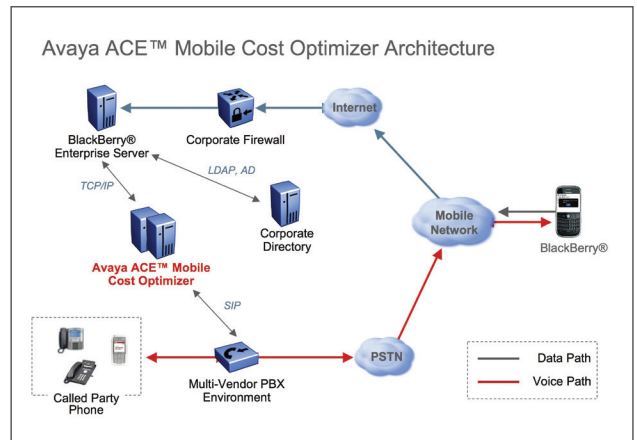 Avaya ACE™ Mobile Cost Optimizer Architecture
BlackBerry®
Enterprise Server
Corporate Firewall
Internet
TCP/IP
LDAP, AD
Corporate
Directory
Mobile
Network
BlackBerry®
Avaya ACE™ Mobile
Cost Optimizer
SIP
Called Party
Phone
Multi-Vendor PBX
Environment
PSTN
Data Path
Voice Path